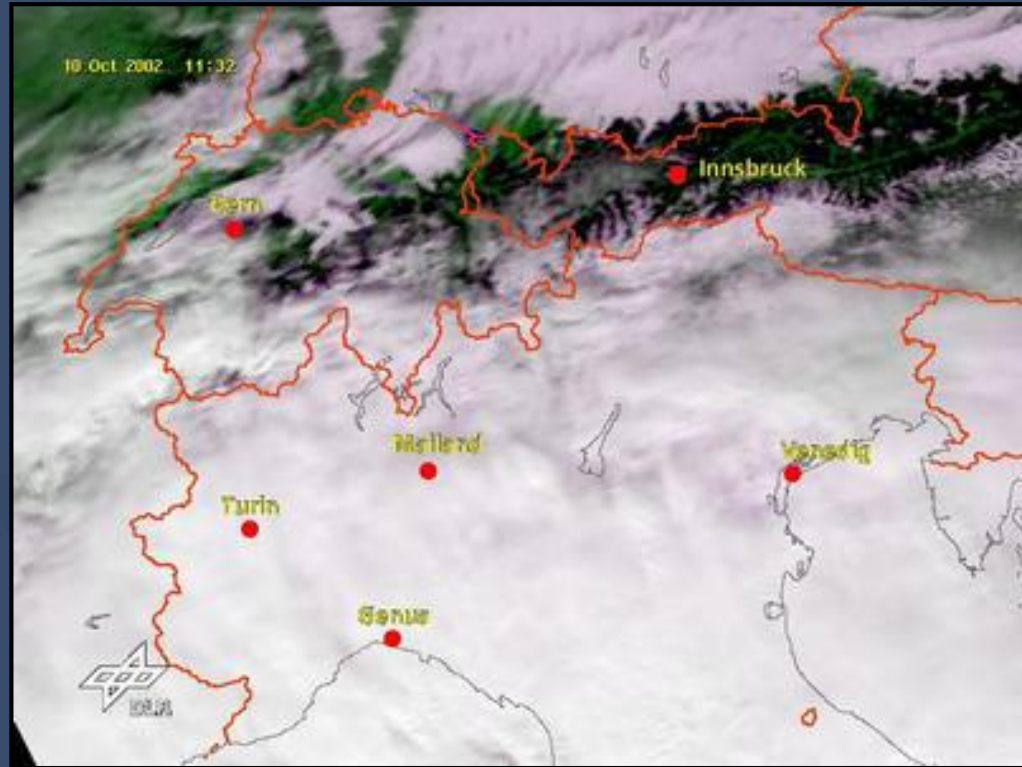 10 Oct 2002 11:32
Innsbruck
Bern
Mailand
Venedig
Turin
Genua
DLR